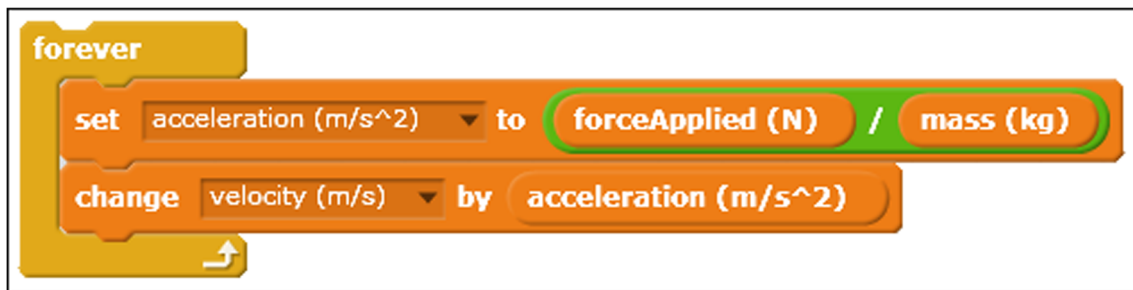 forever
set acceleration (m/s^2) to forceApplied (N) / mass (kg)
change velocity (m/s) by acceleration (m/s^2)